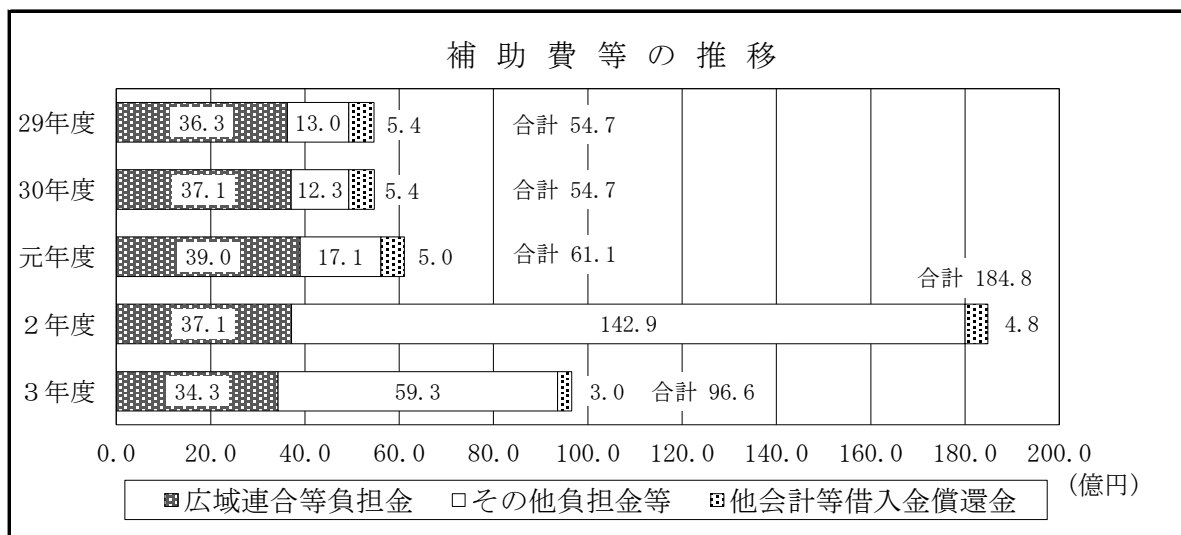 補助費等の推移
29年度 36.3 13.0 5.4 合計 54.7
30年度 37.1 12.3 5.4 合計 54.7
元年度 39.0 17.1 5.0 合計 61.1
合計 184.8
２年度 37.1 142.9 4.8
３年度 34.3 59.3 3.0 合計 96.6
0.0 20.0 40.0 60.0 80.0 100.0 120.0 140.0 160.0 180.0 200.0
(億円)
広域連合等負担金 その他負担金等 他会計等借入金償還金